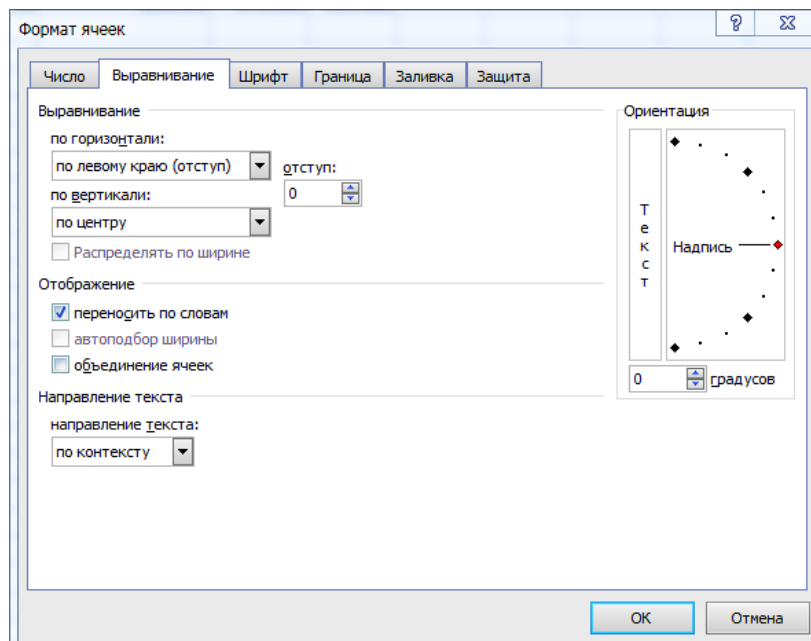 Формат ячеек
Число Выравнивание Шрифт Граница Заливка Защита
Выравнивание
по горизонтали:
по левому краю (отступ)
отступ:
0
по вертикали:
по центру
Распределять по ширине
Отображение
переносить по словам
автоподбор ширины
объединение ячеек
Направление текста
направление текста:
по контексту
Ориентация
Текст
Надпись
0 градусов
ОК Отмена